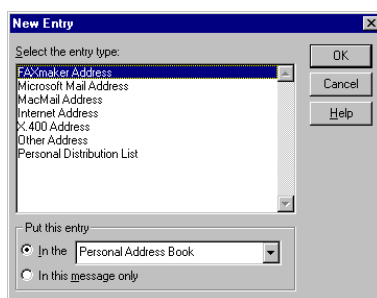 New Entry
Select the entry type:
FAXmaker Address
Microsoft Mail Address
MacMail Address
Internet Address
X.400 Address
Other Address
Personal Distribution List
OK
Cancel
Help
Put this entry
In the Personal Address Book
In this message only